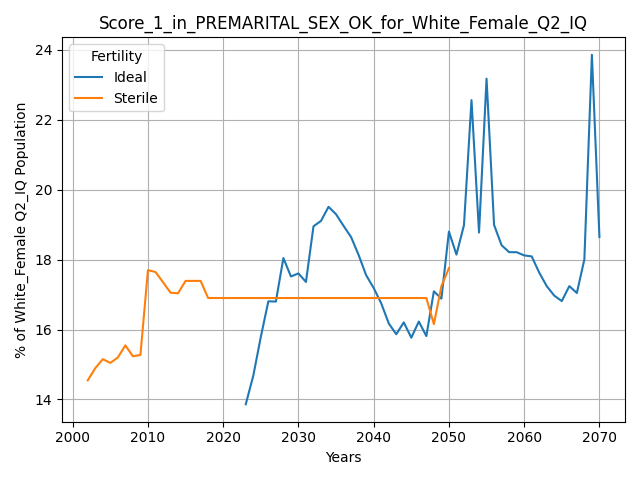 Score_1_in_PREMARITAL_SEX_OK_for_White_Female_Q2_IQ
Fertility
Ideal
Sterile
% of White_Female Q2_IQ Population
24
22
20
18
16
14
2000 2010 2020 2030 2040 2050 2060 2070
Years